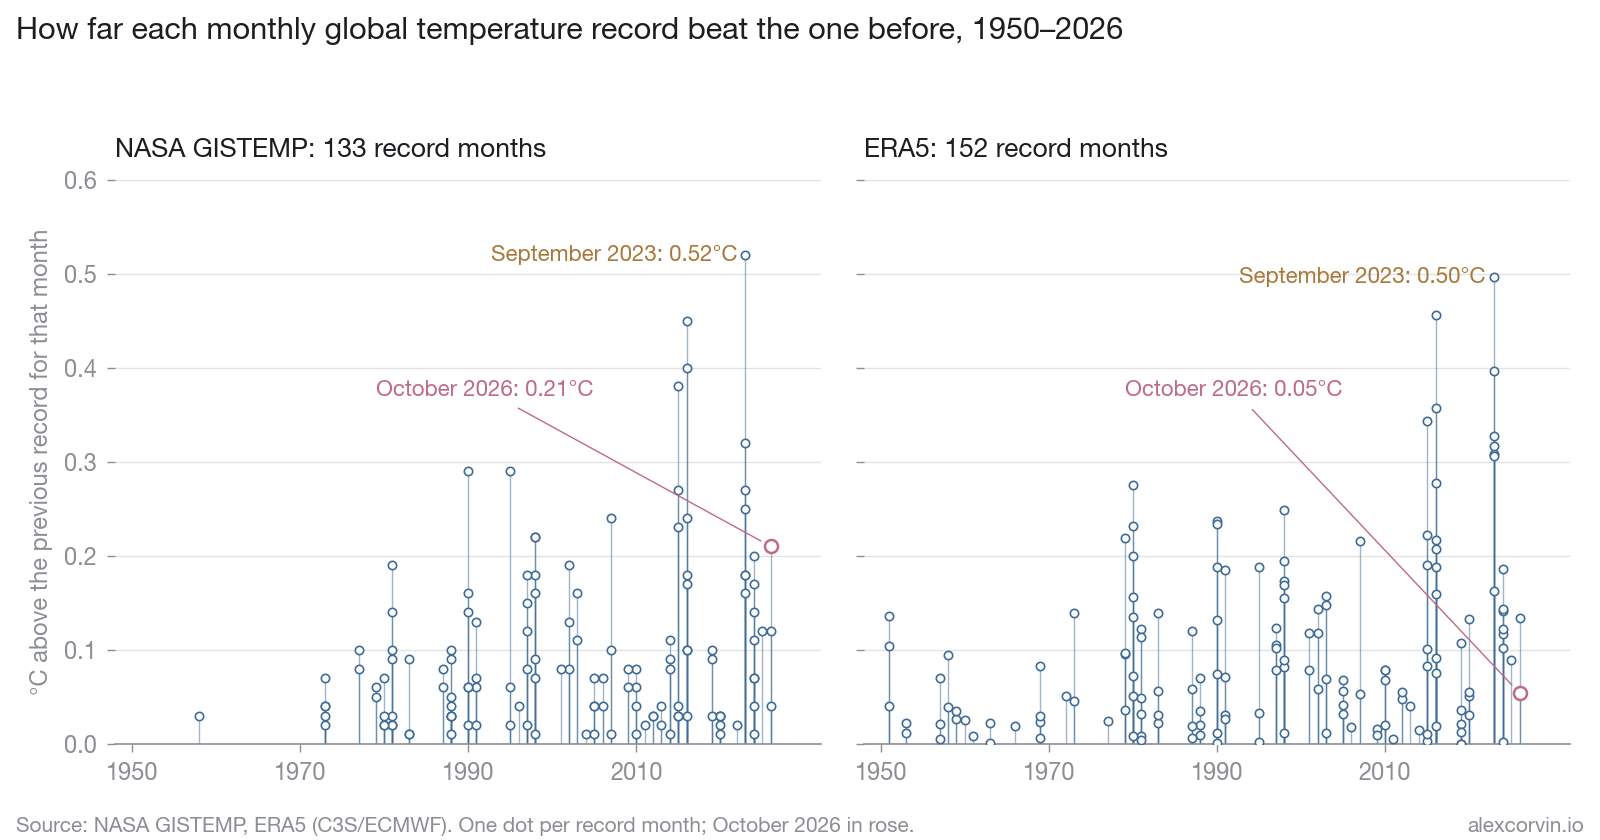 How far each monthly global temperature record beat the one before, 1950–2026
NASA GISTEMP: 133 record months
ERA5: 152 record months
°C above the previous record for that month
0.6
0.5
0.4
0.3
0.2
0.1
0.0
September 2023: 0.52°C
October 2026: 0.21°C
September 2023: 0.50°C
October 2026: 0.05°C
1950
1970
1990
2010
1950
1970
1990
2010
Source: NASA GISTEMP, ERA5 (C3S/ECMWF). One dot per record month; October 2026 in rose.
alexcorvin.io